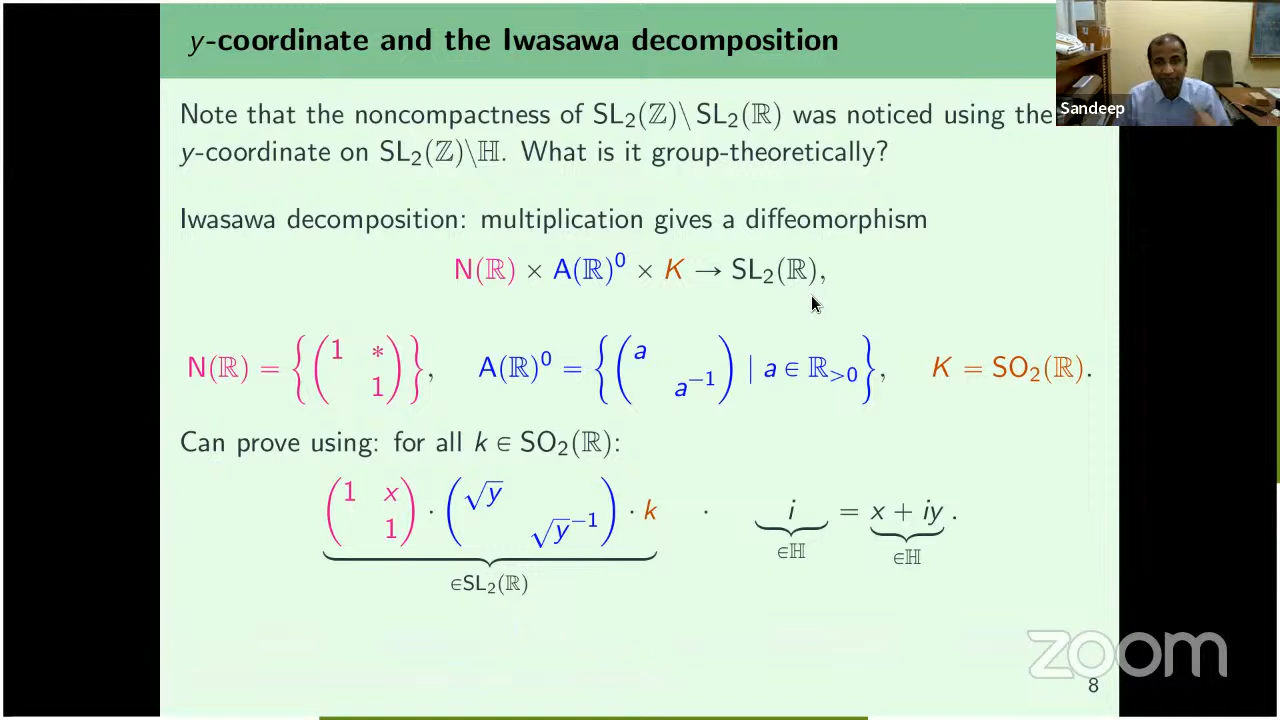 y-coordinate and the Iwasawa decomposition
Sandeep
Note that the noncompactness of SL₂(ℤ)\ SL₂(ℝ) was noticed using the
y-coordinate on SL₂(ℤ)\ℍ. What is it group-theoretically?
Iwasawa decomposition: multiplication gives a diffeomorphism
N(ℝ) × A(ℝ)⁰ × K → SL₂(ℝ),
N(ℝ) = {(1 * ; 1)}, A(ℝ)⁰ = {(a ; a⁻¹) | a ∈ ℝ>0}, K = SO₂(ℝ).
Can prove using: for all k ∈ SO₂(ℝ):
(1 x ; 1) · (√y ; √y⁻¹) · k · i = x + iy .
∈SL₂(ℝ) ∈ℍ ∈ℍ
zoom
8